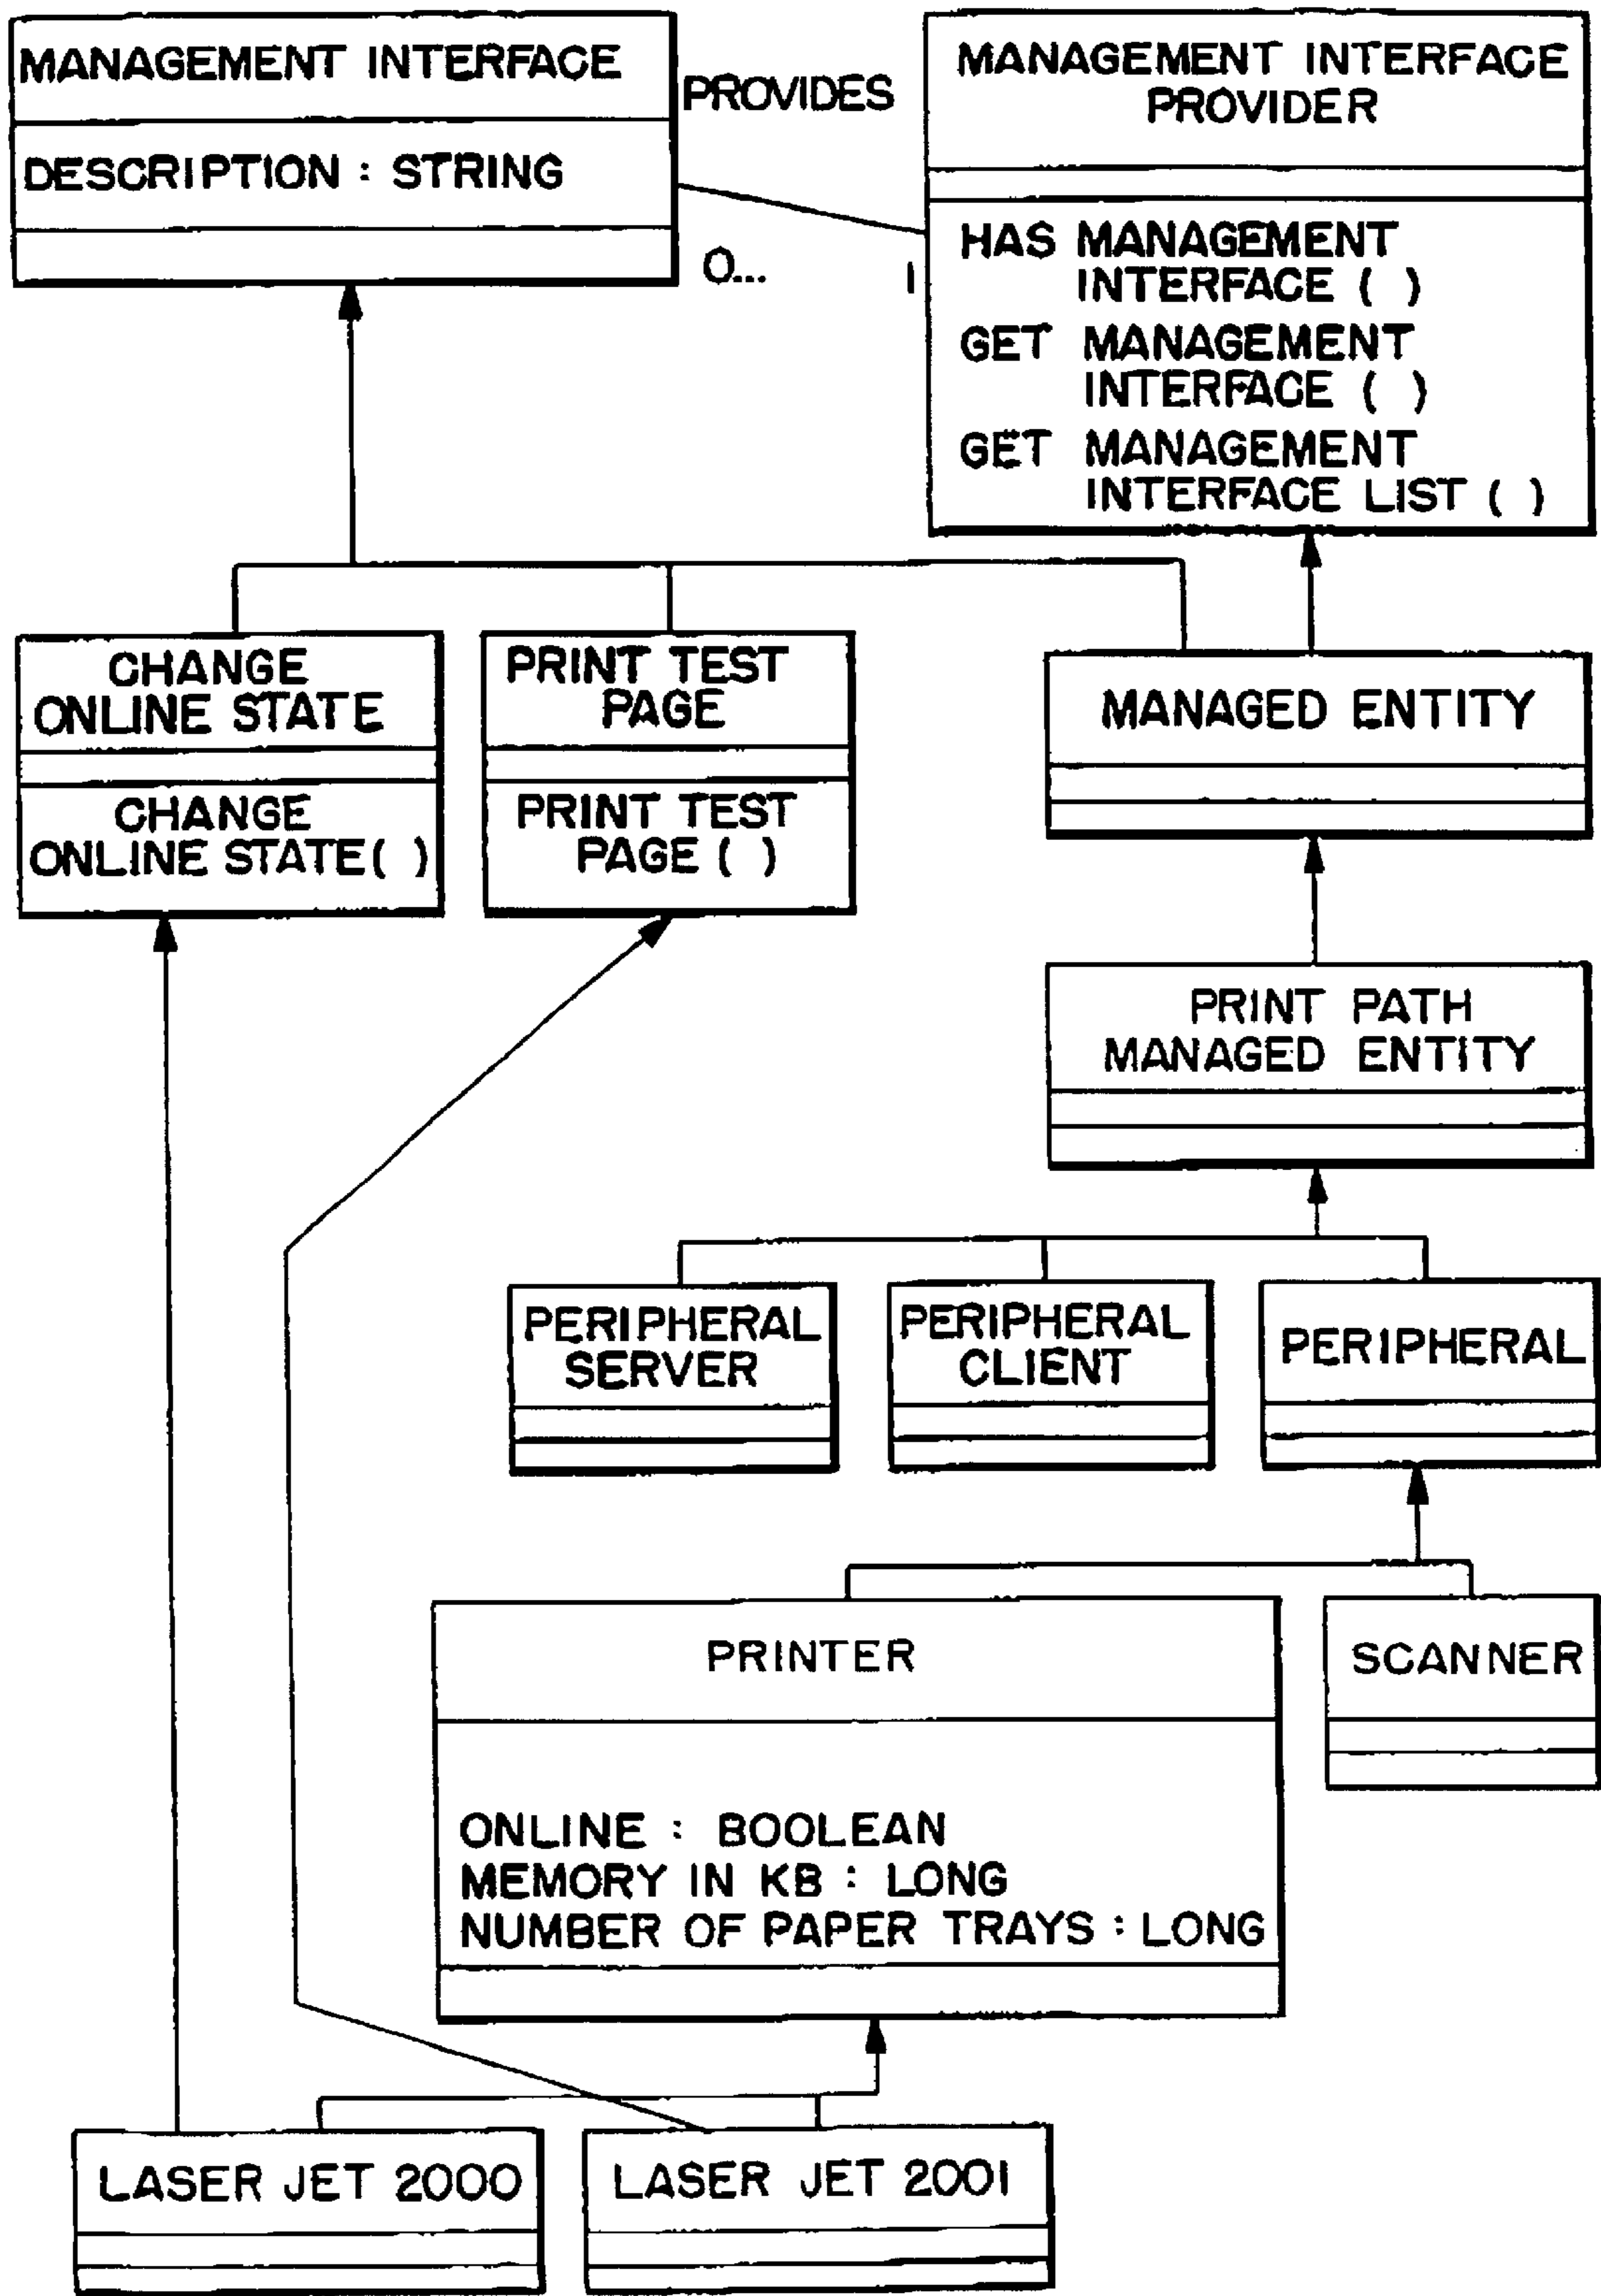 MANAGEMENT INTERFACE
DESCRIPTION : STRING
PROVIDES
O...
1
MANAGEMENT INTERFACE
PROVIDER
HAS MANAGEMENT
INTERFACE ( )
GET MANAGEMENT
INTERFACE ( )
GET MANAGEMENT
INTERFACE LIST ( )
CHANGE
ONLINE STATE
CHANGE
ONLINE STATE( )
PRINT TEST
PAGE
PRINT TEST
PAGE ( )
MANAGED ENTITY
PRINT PATH
MANAGED ENTITY
PERIPHERAL
SERVER
PERIPHERAL
CLIENT
PERIPHERAL
PRINTER
ONLINE : BOOLEAN
MEMORY IN KB : LONG
NUMBER OF PAPER TRAYS : LONG
SCANNER
LASER JET 2000
LASER JET 2001